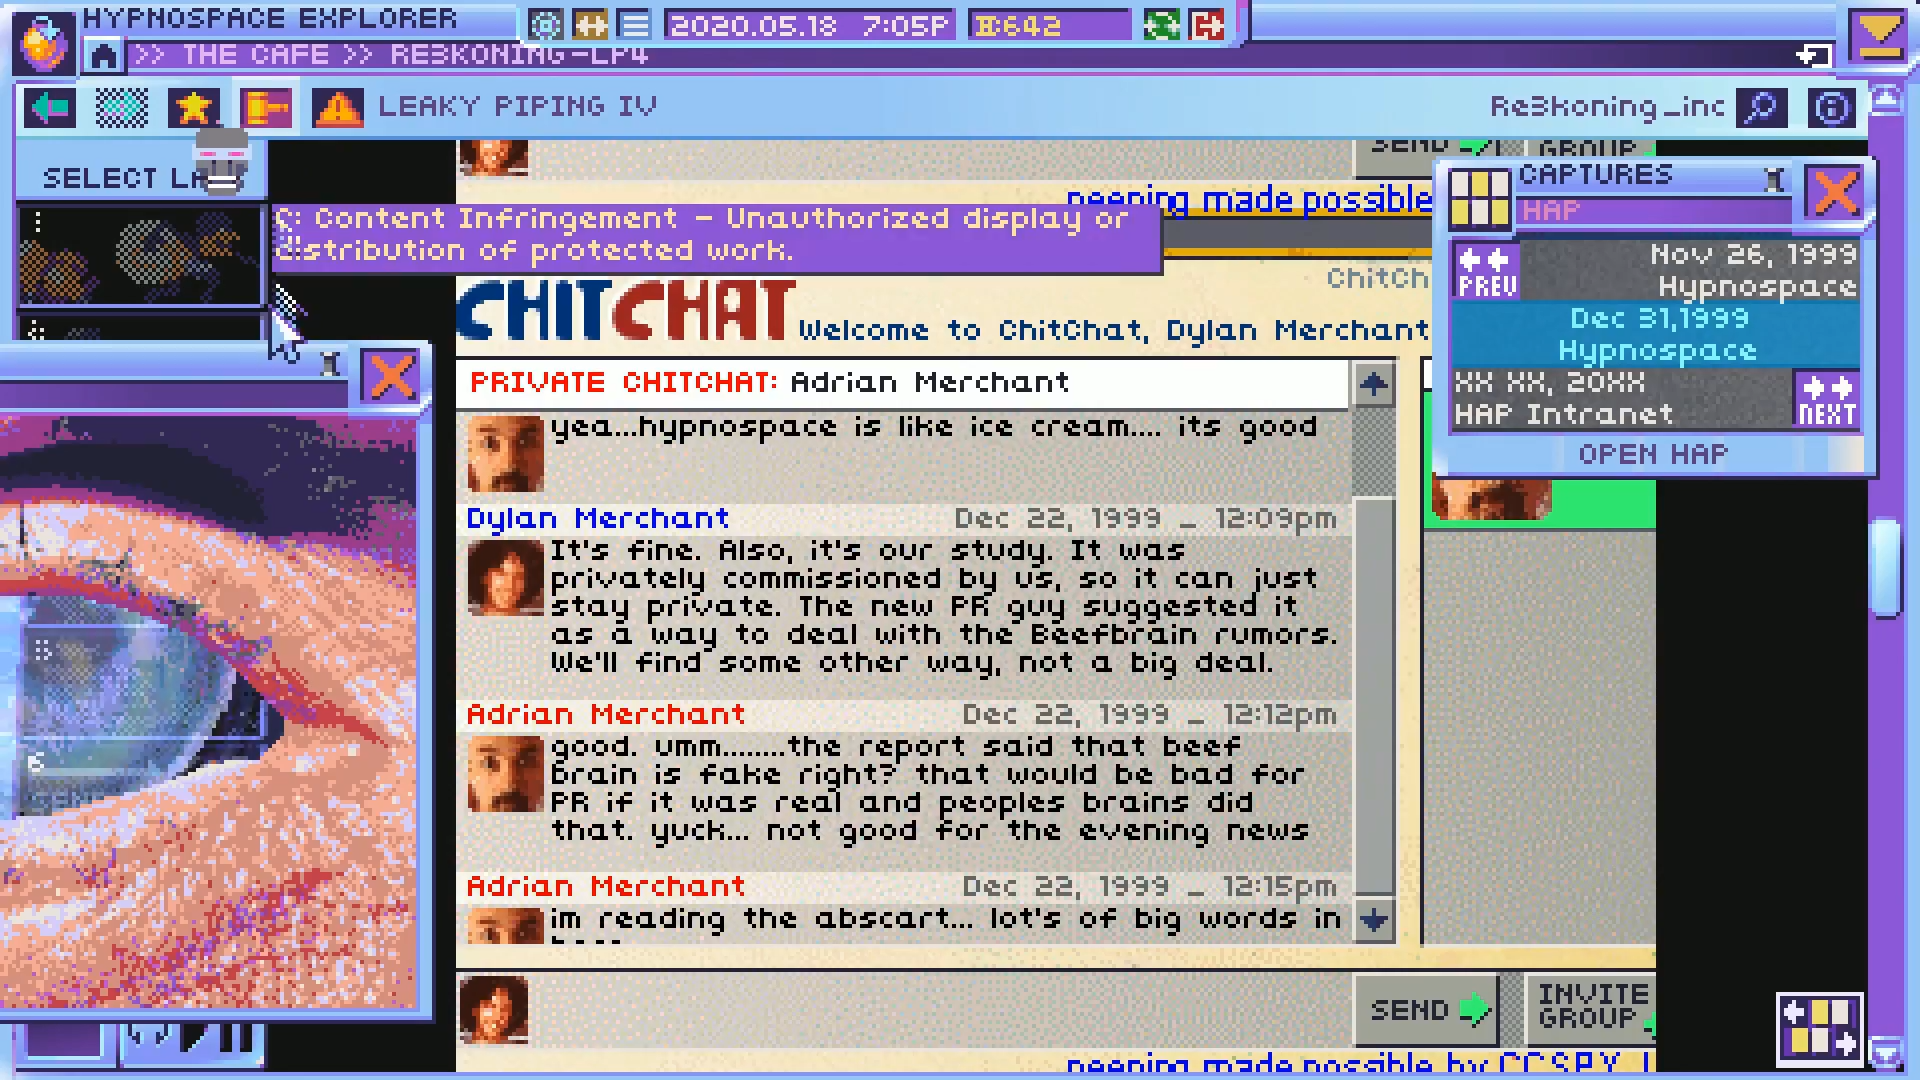 HYPNOSPACE EXPLORER
2020.05.18 7:05P
642
>> THE CAFE >> RE3KONING-LP4
LEAKY PIPING IV
Re3koning_inc
SELECT
SEND
GROUP
peeping made possible
C: Content Infringement - Unauthorized display or
distribution of protected work.
ChitCh
CHITCHAT
Welcome to ChitChat, Dylan Merchant
PRIVATE CHITCHAT: Adrian Merchant
yea...hypnospace is like ice cream.... its good
Dylan Merchant Dec 22, 1999 _ 12:09pm
It's fine. Also, it's our study. It was
privately commissioned by us, so it can just
stay private. The new PR guy suggested it
as a way to deal with the Beefbrain rumors.
We'll find some other way, not a big deal.
Adrian Merchant Dec 22, 1999 _ 12:12pm
good. umm........the report said that beef
brain is fake right? that would be bad for
PR if it was real and peoples brains did
that. yuck... not good for the evening news
Adrian Merchant Dec 22, 1999 _ 12:15pm
im reading the abscart... lot's of big words in
SEND
INVITE
GROUP
peeping made possible by CCSPY
CAPTURES
HAP
PREV
Nov 26, 1999
Hypnospace
Dec 31,1999
Hypnospace
XX XX, 20XX
HAP Intranet
NEXT
OPEN HAP